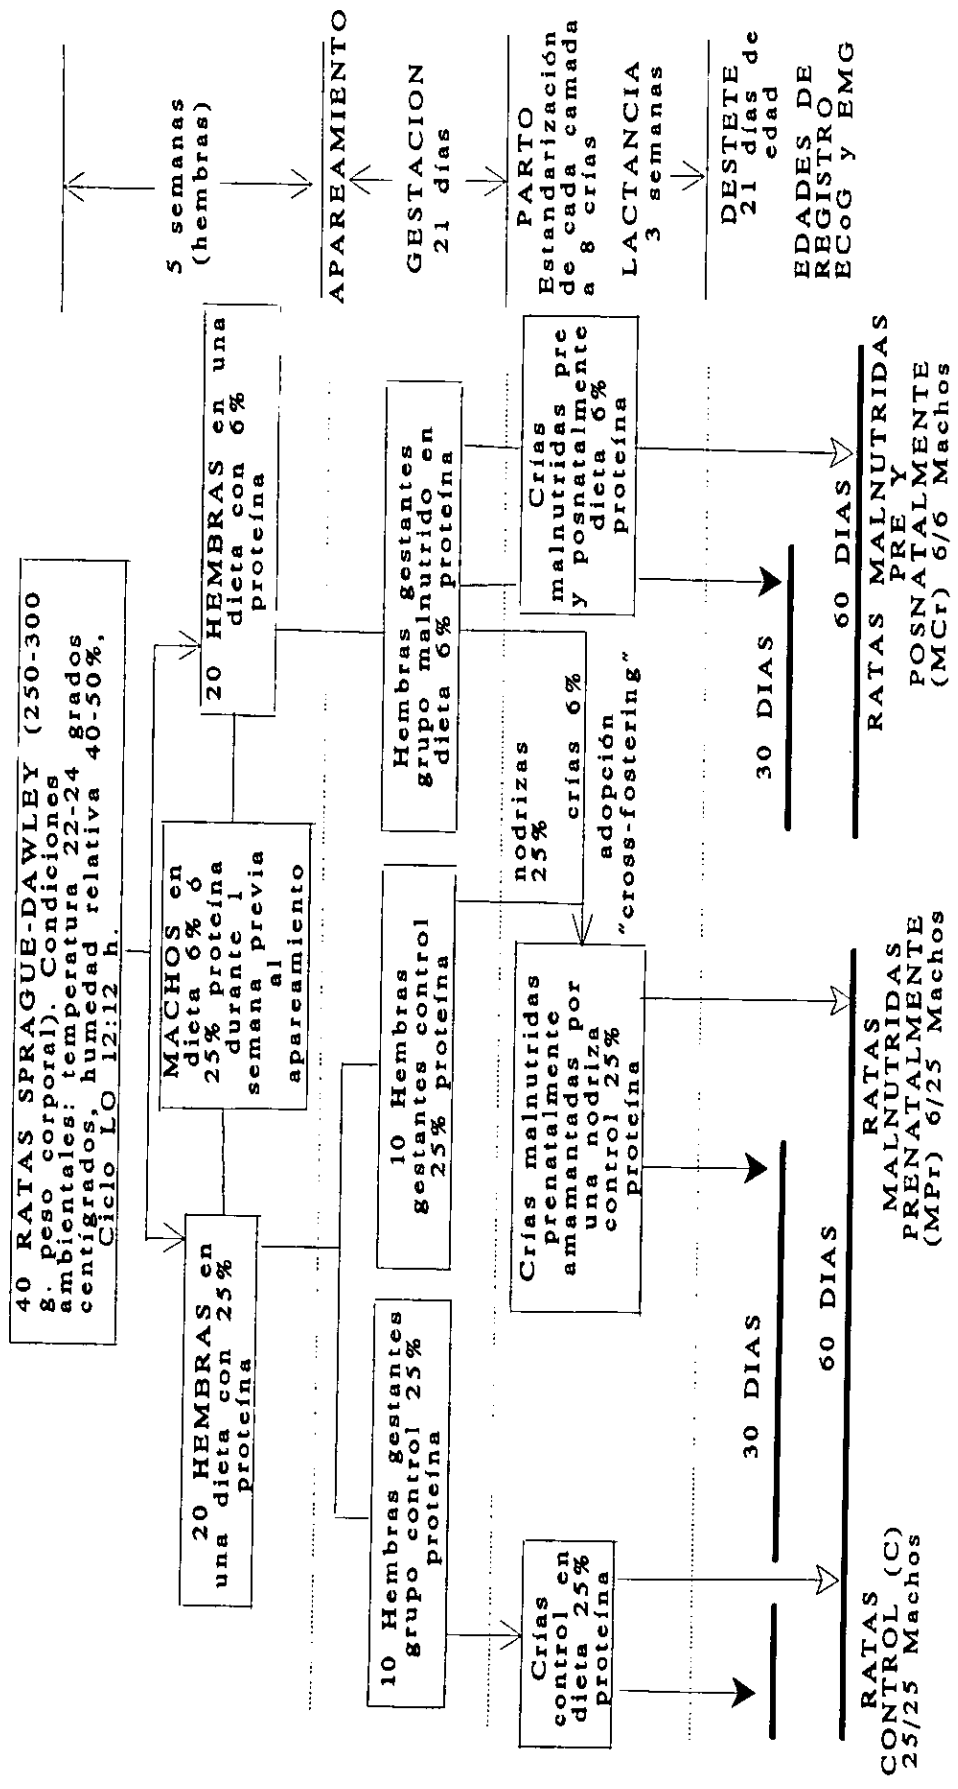 40 RATAS SPRAGUE-DAWLEY (250-300
g. peso corporal). Condiciones
ambientales: temperatura 22-24 grados
centígrados, humedad relativa 40-50%,
Ciclo LO 12:12 h.
20 HEMBRAS en
una dieta con 25%
proteína
MACHOS en
dieta 6% ó
25% proteína
durante 1
semana previa
al
apareamiento
20 HEMBRAS en una
dieta con 6%
proteína
5 semanas
(hembras)
APAREAMIENTO
10 Hembras gestantes
grupo control 25%
proteína
10 Hembras
gestantes control
25% proteína
Hembras gestantes
grupo malnutrido en
dieta 6% proteína
GESTACION
21 días
nodrizas
25%
crías 6%
adopción
"cross-fostering"
Crías
control en
dieta 25%
proteína
Crías malnutridas
prenatalmente
amamantadas por
una nodriza
control 25%
proteína
Crías
malnutridas pre
y posnatalmente
dieta 6%
proteína
PARTO
Estandarización
de cada camada
a 8 crías
LACTANCIA
3 semanas
DESTETE
21 días de
edad
30 DIAS
30 DIAS
60 DIAS
60 DIAS
EDADES DE
REGISTRO
ECoG y EMG
RATAS
CONTROL (C)
25/25 Machos
RATAS
MALNUTRIDAS
PRENATALMENTE
(MPr) 6/25 Machos
RATAS MALNUTRIDAS
PRE Y
POSNATALMENTE
(MCr) 6/6 Machos